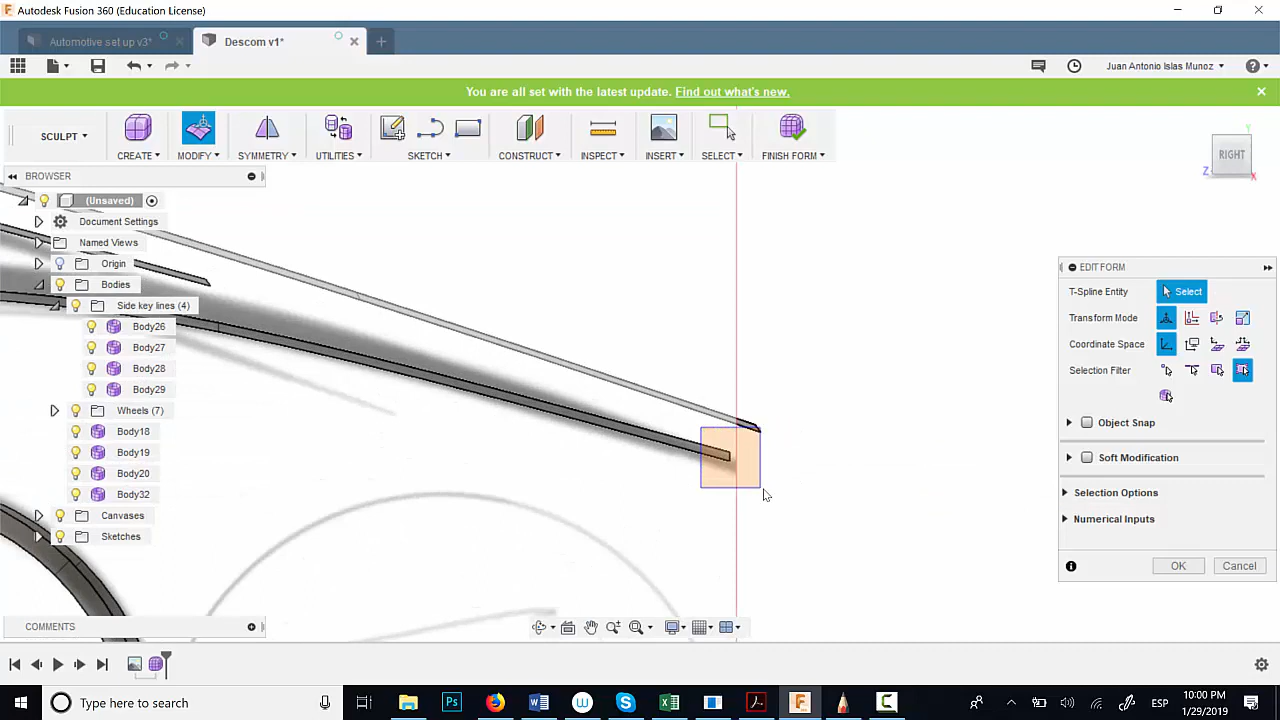 Autodesk Fusion 360 (Education License)
Automotive set up v3*
Descom v1*
Juan Antonio Islas Munoz
You are all set with the latest update. Find out what's new.
SCULPT
CREATE
MODIFY
SYMMETRY
UTILITIES
SKETCH
CONSTRUCT
INSPECT
INSERT
SELECT
FINISH FORM
BROWSER
(Unsaved)
Document Settings
Named Views
Origin
Bodies
Side key lines (4)
Body26
Body27
Body28
Body29
Wheels (7)
Body18
Body19
Body20
Body32
Canvases
Sketches
COMMENTS
Y
RIGHT
Z
X
EDIT FORM
T-Spline Entity
Select
Transform Mode
Coordinate Space
Selection Filter
Object Snap
Soft Modification
Selection Options
Numerical Inputs
OK
Cancel
Type here to search
ESP
10:00 PM
1/29/2019